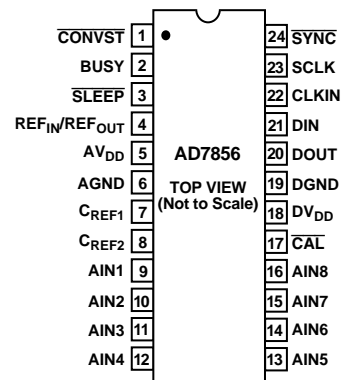 CONVST 1
BUSY 2
SLEEP 3
REFIN/REFOUT 4
AVDD 5
AGND 6
CREF1 7
CREF2 8
AIN1 9
AIN2 10
AIN3 11
AIN4 12
AD7856
TOP VIEW
(Not to Scale)
24 SYNC
23 SCLK
22 CLKIN
21 DIN
20 DOUT
19 DGND
18 DVDD
17 CAL
16 AIN8
15 AIN7
14 AIN6
13 AIN5